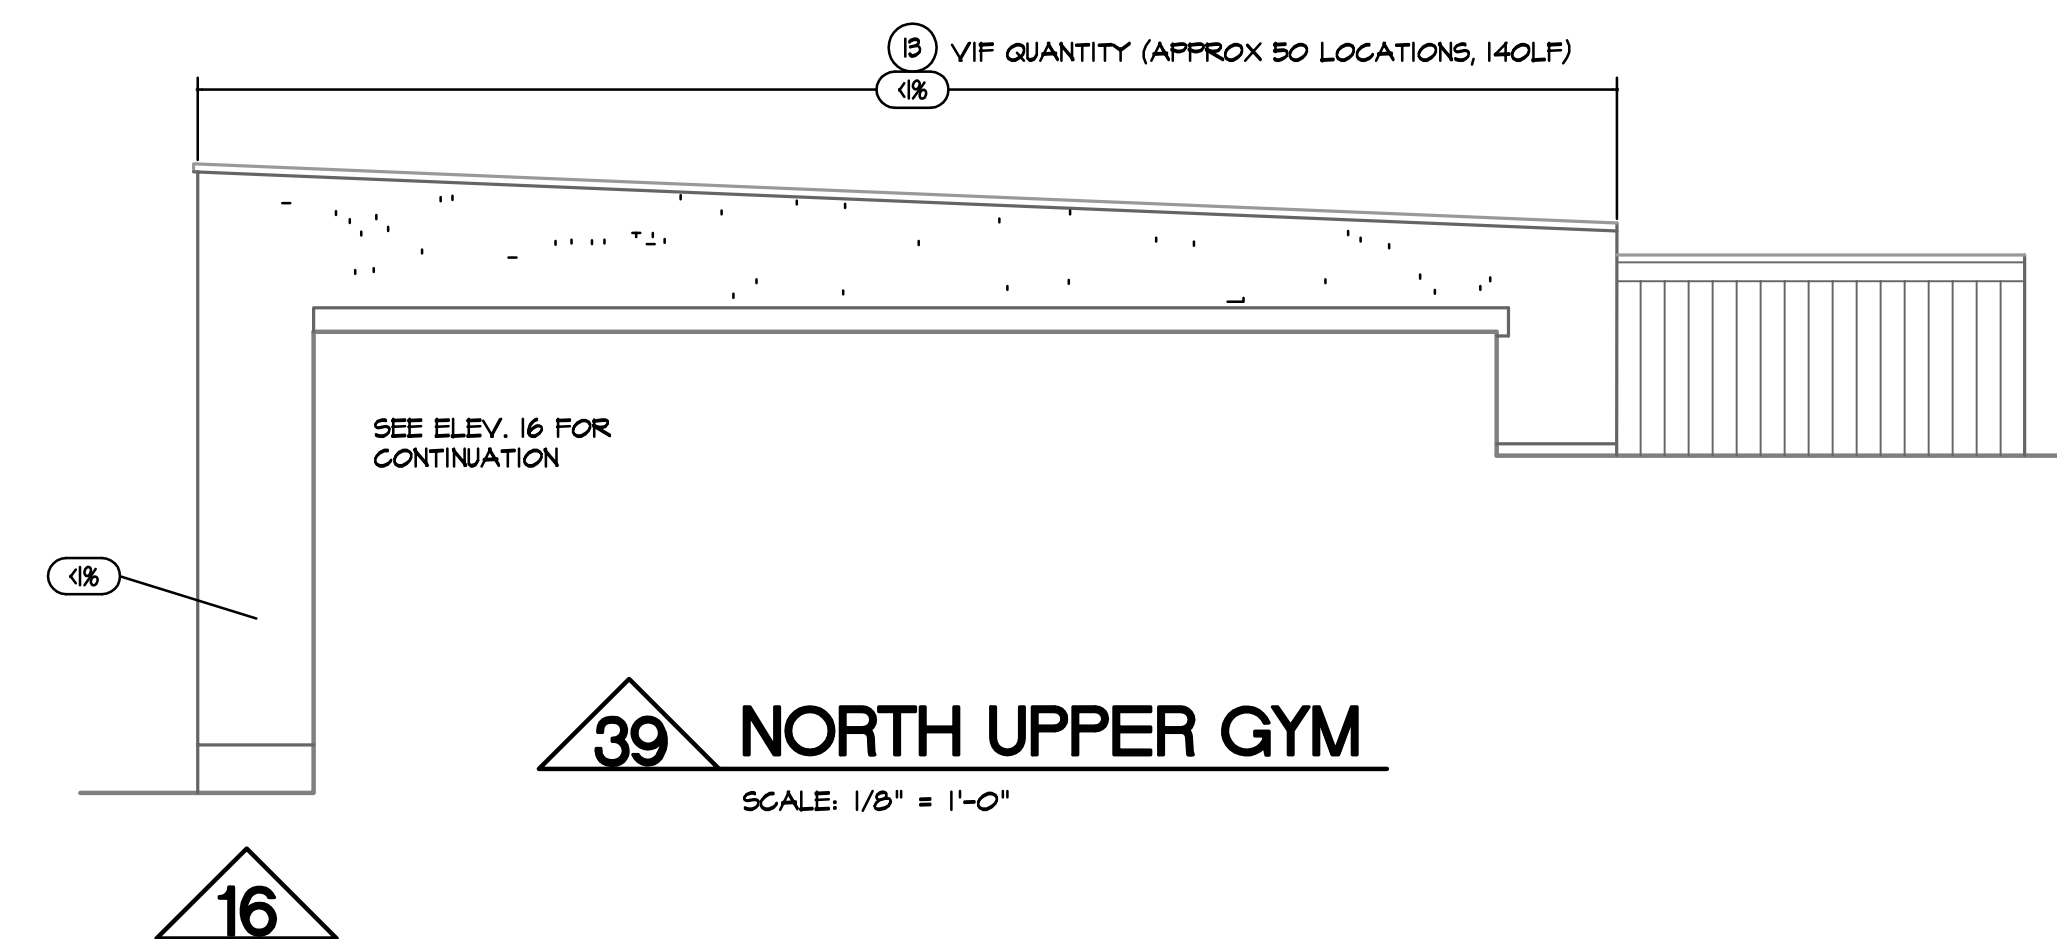 13 VIF QUANTITY (APPROX 50 LOCATIONS, 140LF)
<1%
SEE ELEV. 16 FOR
CONTINUATION
<1%
39 NORTH UPPER GYM
SCALE: 1/8" = 1'-0"
16